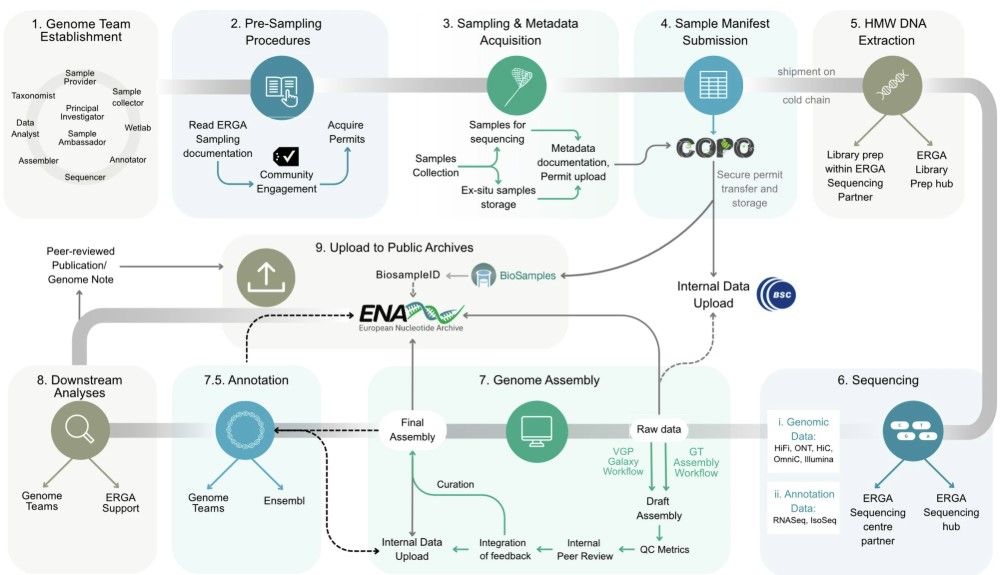 1. Genome Team
Establishment
Sample
Provider
Taxonomist
Sample
collector
Principal
Investigator
Data
Analyst
Wetlab
Sample
Ambassador
Assembler
Annotator
Sequencer
2. Pre-Sampling
Procedures
Read ERGA
Sampling
documentation
Acquire
Permits
Community
Engagement
3. Sampling & Metadata
Acquisition
Samples for
sequencing
Samples
Collection
Metadata
documentation,
Permit upload
Ex-situ samples
storage
4. Sample Manifest
Submission
COPO
Secure permit
transfer and
storage
shipment on
cold chain
5. HMW DNA
Extraction
Library prep
within ERGA
Sequencing
Partner
ERGA
Library
Prep hub
Peer-reviewed
Publication/
Genome Note
9. Upload to Public Archives
BiosampleID
BioSamples
ENA
European Nucleotide Archive
Internal Data
Upload
BSC
8. Downstream
Analyses
Genome
Teams
ERGA
Support
7.5. Annotation
Genome
Teams
Ensembl
7. Genome Assembly
Final
Assembly
Raw data
VGP
Galaxy
Workflow
GT
Assembly
Workflow
Curation
Draft
Assembly
Internal Data
Upload
Integration
of feedback
Internal
Peer Review
QC Metrics
6. Sequencing
i. Genomic
Data:
HiFi, ONT, HiC,
OmniC, Illumina
ii. Annotation
Data:
RNASeq, IsoSeq
C T
G A
ERGA
Sequencing
centre
partner
ERGA
Sequencing
hub